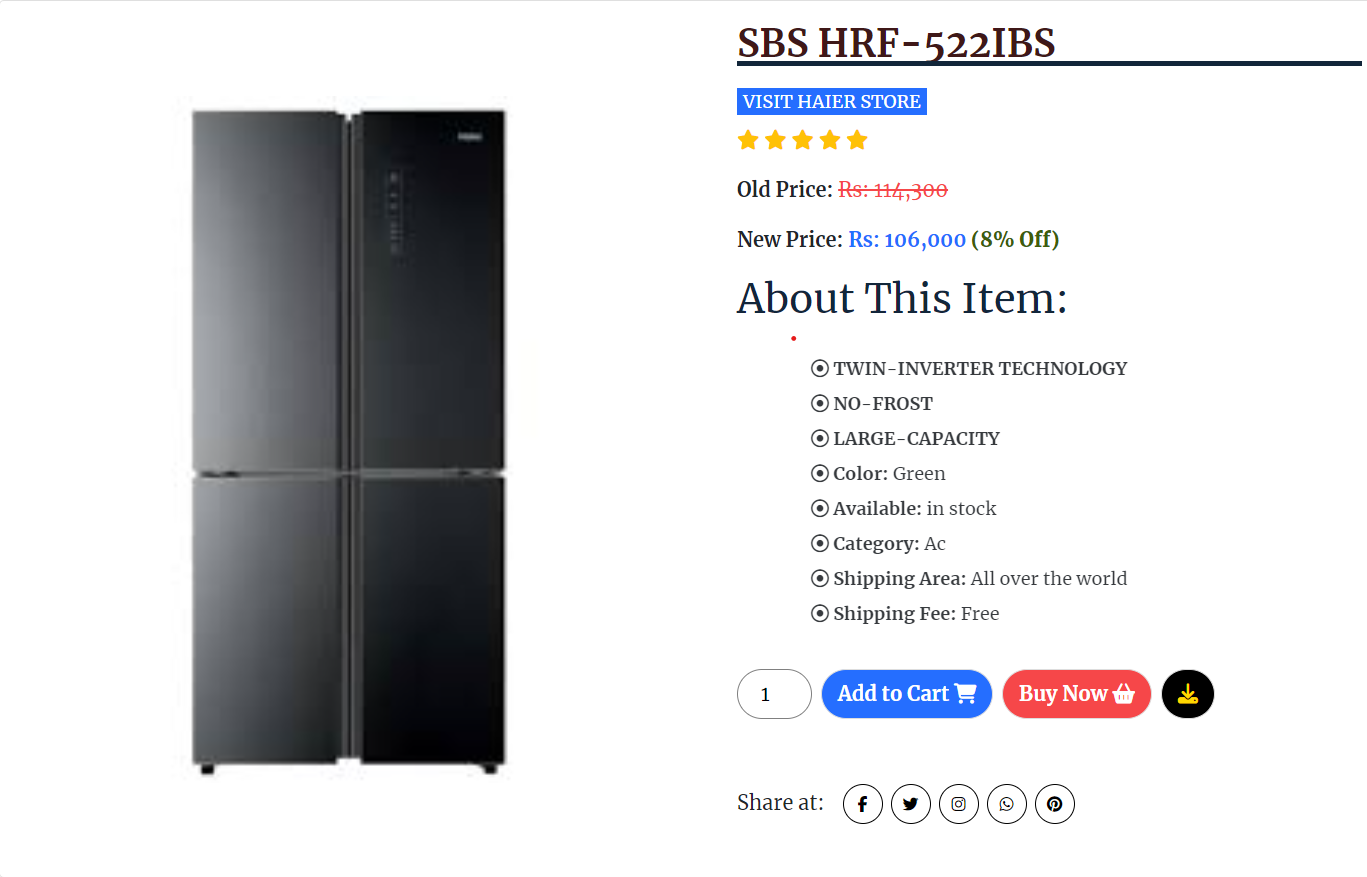 SBS HRF-522IBS
VISIT HAIER STORE
Old Price: Rs: 114,300
New Price: Rs: 106,000 (8% Off)
About This Item:
TWIN-INVERTER TECHNOLOGY
NO-FROST
LARGE-CAPACITY
Color: Green
Available: in stock
Category: Ac
Shipping Area: All over the world
Shipping Fee: Free
1 Add to Cart Buy Now
Share at: